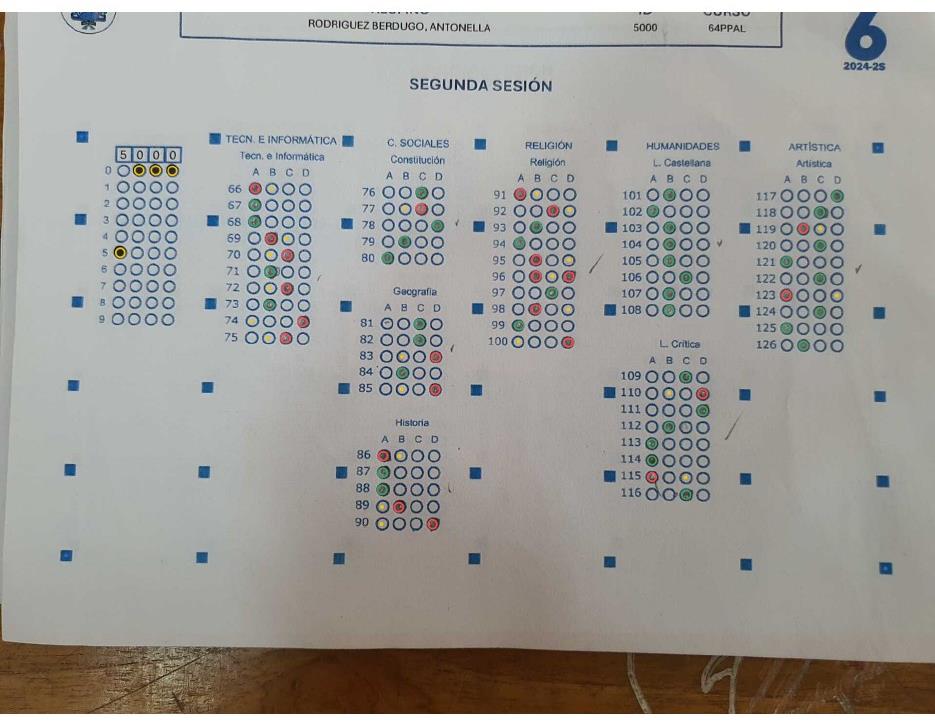 RODRIGUEZ BERDUGO, ANTONELLA 5000 64PPAL
6
2024-2S
SEGUNDA SESIÓN
5 0 0 0
0
1
2
3
4
5
6
7
8
9
TECN. E INFORMÁTICA
Tecn. e Informática
A B C D
66
67
68
69
70
71
72
73
74
75
C. SOCIALES
Constitución
A B C D
76
77
78
79
80
Geografia
A B C D
81
82
83
84
85
Historia
A B C D
86
87
88
89
90
RELIGIÓN
Religión
A B C D
91
92
93
94
95
96
97
98
99
100
HUMANIDADES
L. Castellana
A B C D
101
102
103
104
105
106
107
108
L. Crítica
A B C D
109
110
111
112
113
114
115
116
ARTÍSTICA
Artística
A B C D
117
118
119
120
121
122
123
124
125
126